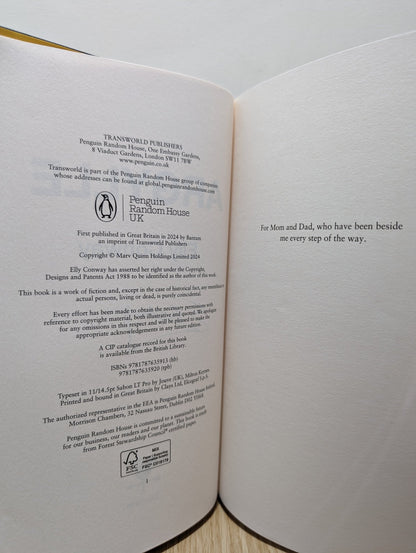 TRANSWORLD PUBLISHERS
Penguin Random House, One Embassy Gardens,
8 Viaduct Gardens, London SW11 7BW
www.penguin.co.uk
Transworld is part of the Penguin Random House group of companies
whose addresses can be found at global.penguinrandomhouse.com
Penguin
Random House
UK
First published in Great Britain in 2024 by Bantam
an imprint of Transworld Publishers
Copyright © Marv Quinn Holdings Limited 2024
Elly Conway has asserted her right under the Copyright,
Designs and Patents Act 1988 to be identified as the author of this work.
This book is a work of fiction and, except in the case of historical fact, any resemblance to
actual persons, living or dead, is purely coincidental.
Every effort has been made to obtain the necessary permissions with
reference to copyright material, both illustrative and quoted. We apologize
for any omissions in this respect and will be pleased to make the
appropriate acknowledgements in any future edition.
A CIP catalogue record for this book
is available from the British Library.
ISBNs 9781787635913 (hb)
9781787635920 (tpb)
Typeset in 11/14.5pt Sabon LT Pro by Jouve (UK), Milton Keynes
Printed and bound in Great Britain by Clays Ltd, Elcograf S.p.A.
The authorized representative in the EEA is Penguin Random House Ireland,
Morrison Chambers, 32 Nassau Street, Dublin D02 YH68.
Penguin Random House is committed to a sustainable future
for our business, our readers and our planet. This book is made
from Forest Stewardship Council® certified paper.
FSC
MIX
Paper | Supporting
responsible forestry
FSC® C018179
1
For Mom and Dad, who have been beside
me every step of the way.